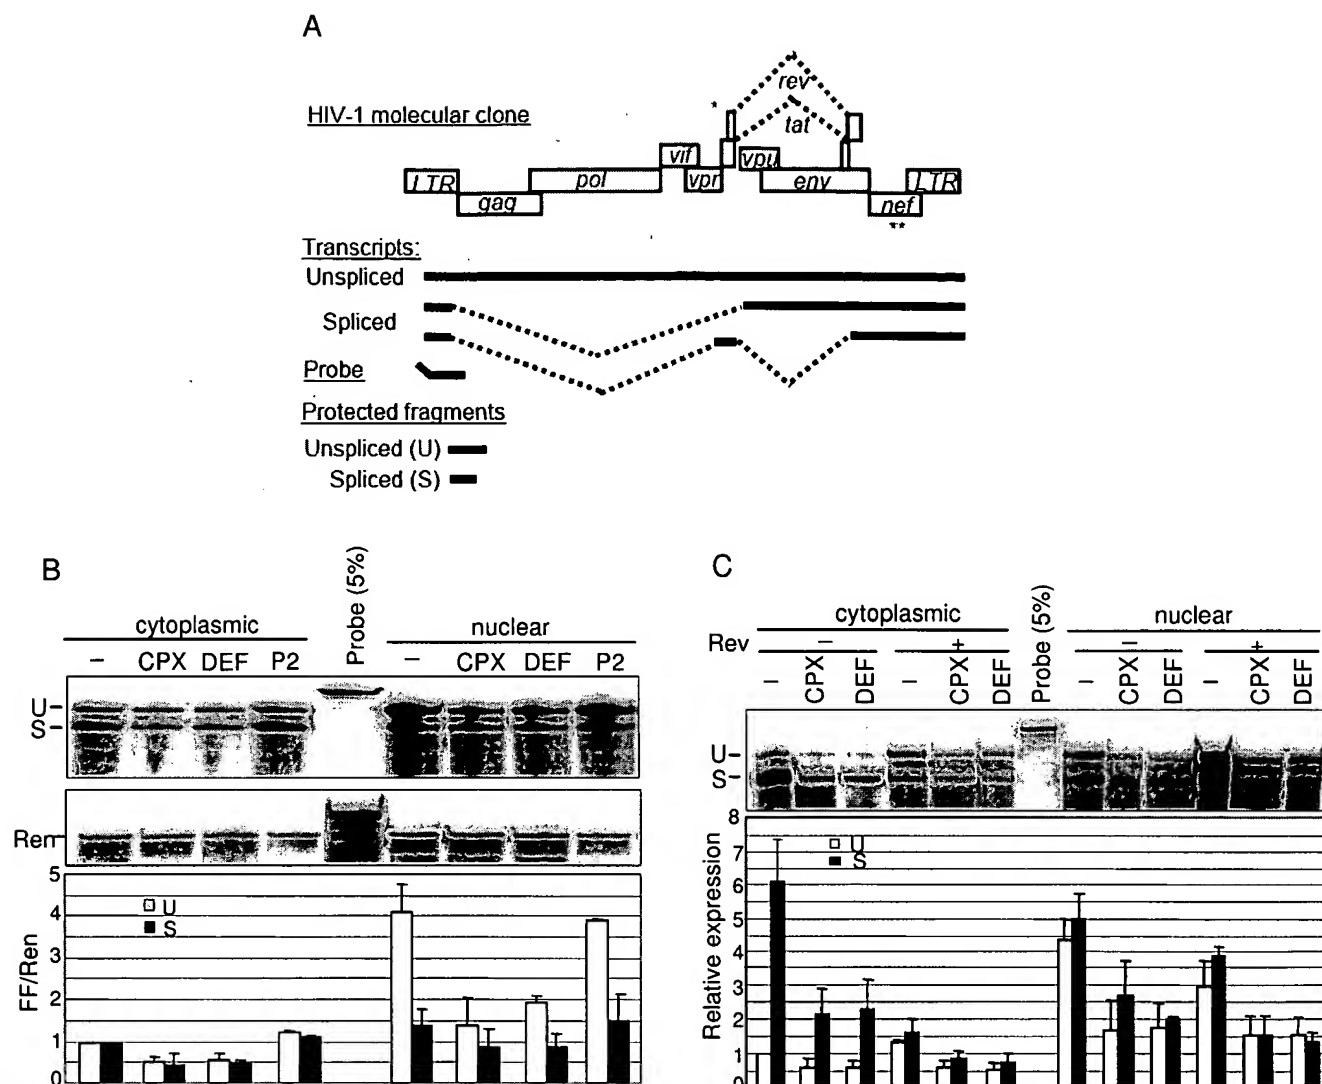 A
HIV-1 molecular clone
*
rev
tat
vif
vpu
LTR
pol
vpr
env
LTR
gag
nef
**
Transcripts:
Unspliced
Spliced
Probe
Protected fragments
Unspliced (U)
Spliced (S)
B
cytoplasmic
Probe (5%)
nuclear
– CPX DEF P2
– CPX DEF P2
U
S
Ren
FF/Ren
5
4
3
2
1
0
U
S
C
cytoplasmic
Probe (5%)
nuclear
Rev
– +
– +
– CPX DEF – CPX DEF
– CPX DEF – CPX DEF
U
S
Relative expression
8
7
6
5
4
3
2
1
0
U
S